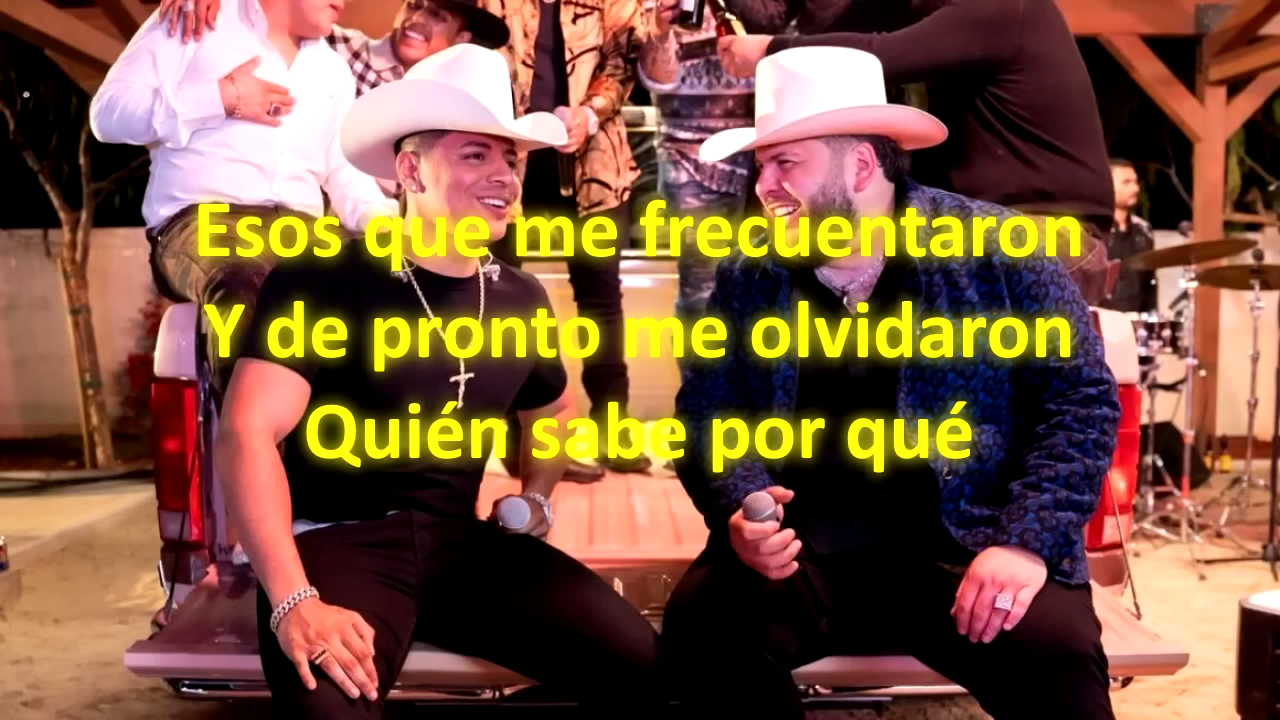 Esos que me frecuentaron
Y de pronto me olvidaron
Quién sabe por qué